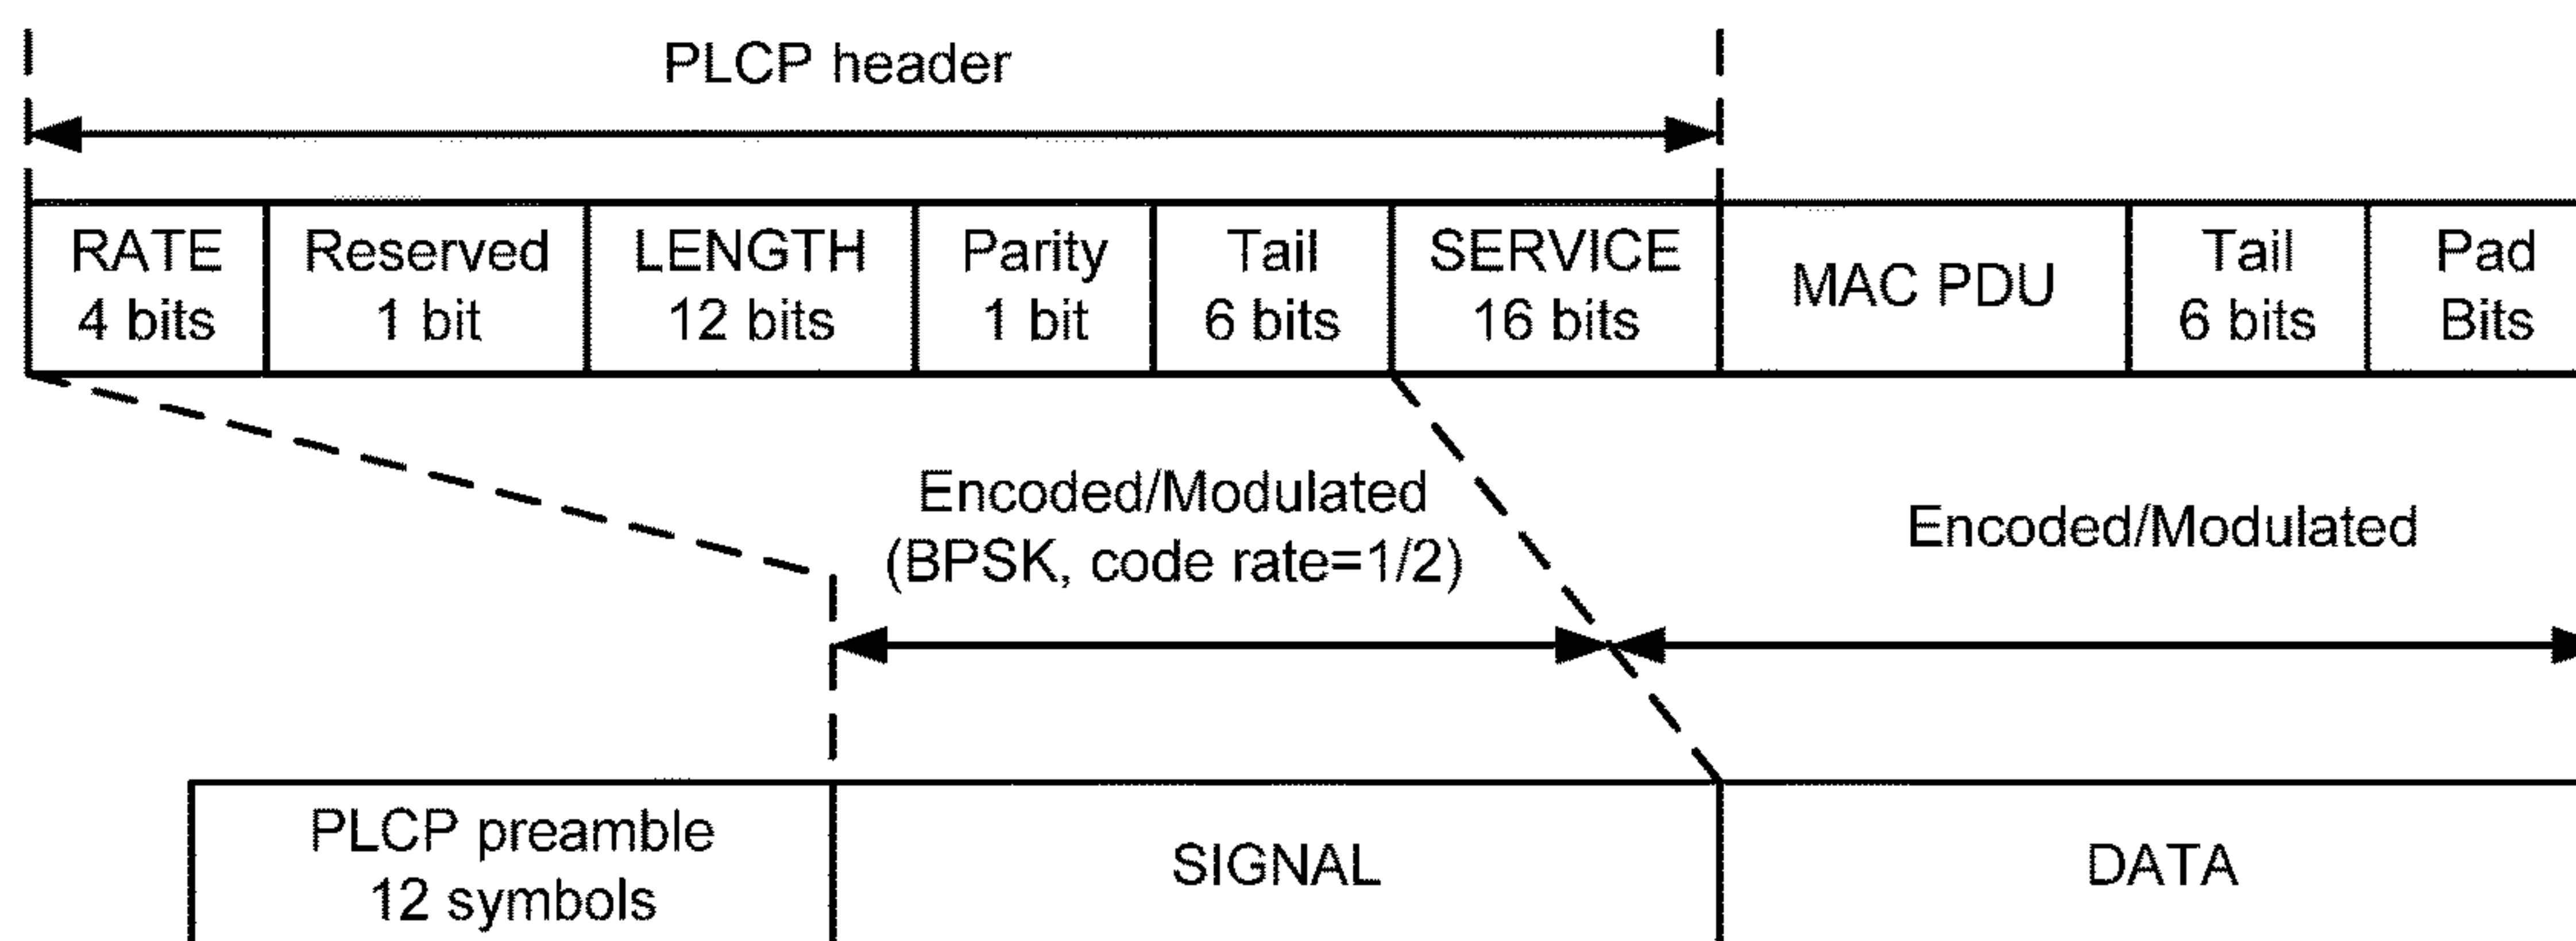 PLCP header
RATE
4 bits
Reserved
1 bit
LENGTH
12 bits
Parity
1 bit
Tail
6 bits
SERVICE
16 bits
MAC PDU
Tail
6 bits
Pad
Bits
Encoded/Modulated
(BPSK, code rate=1/2)
Encoded/Modulated
PLCP preamble
12 symbols
SIGNAL
DATA